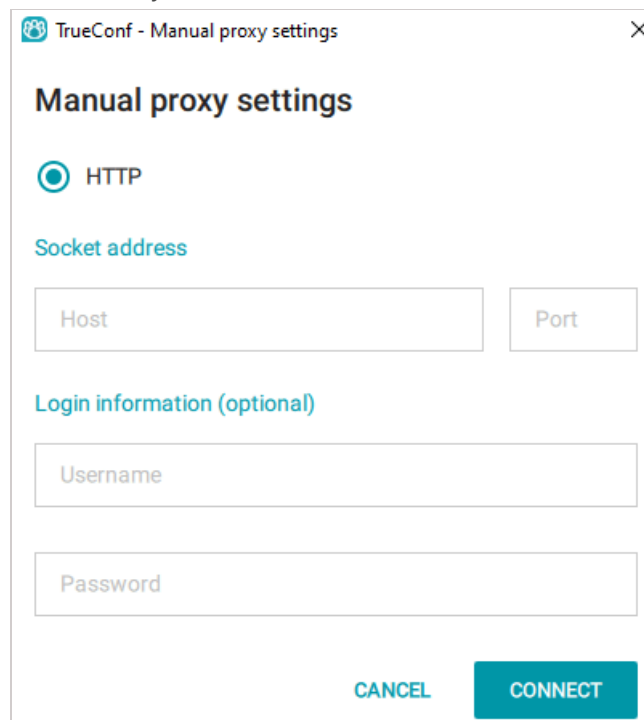 TrueConf - Manual proxy settings
Manual proxy settings
HTTP
Socket address
Host Port
Login information (optional)
Username
Password
CANCEL CONNECT